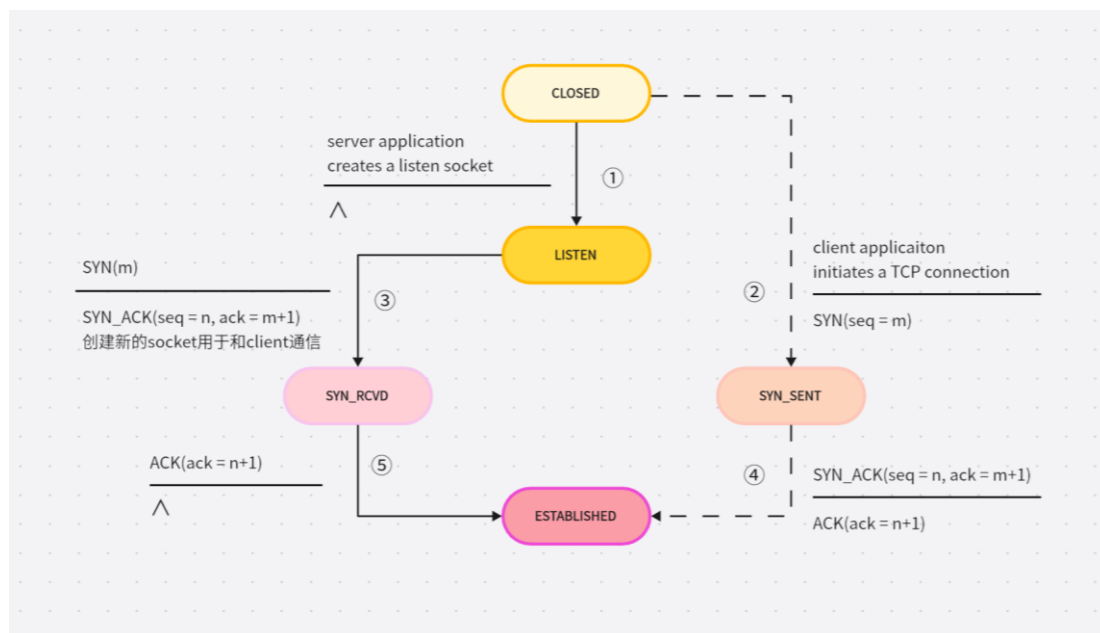 CLOSED
server application
creates a listen socket
①
Λ
LISTEN
client applicaiton
initiates a TCP connection
SYN(m)
②
③
SYN_ACK(seq = n, ack = m+1)
SYN(seq = m)
创建新的socket用于和client通信
SYN_RCVD
SYN_SENT
ACK(ack = n+1)
⑤
④
SYN_ACK(seq = n, ack = m+1)
Λ
ESTABLISHED
ACK(ack = n+1)